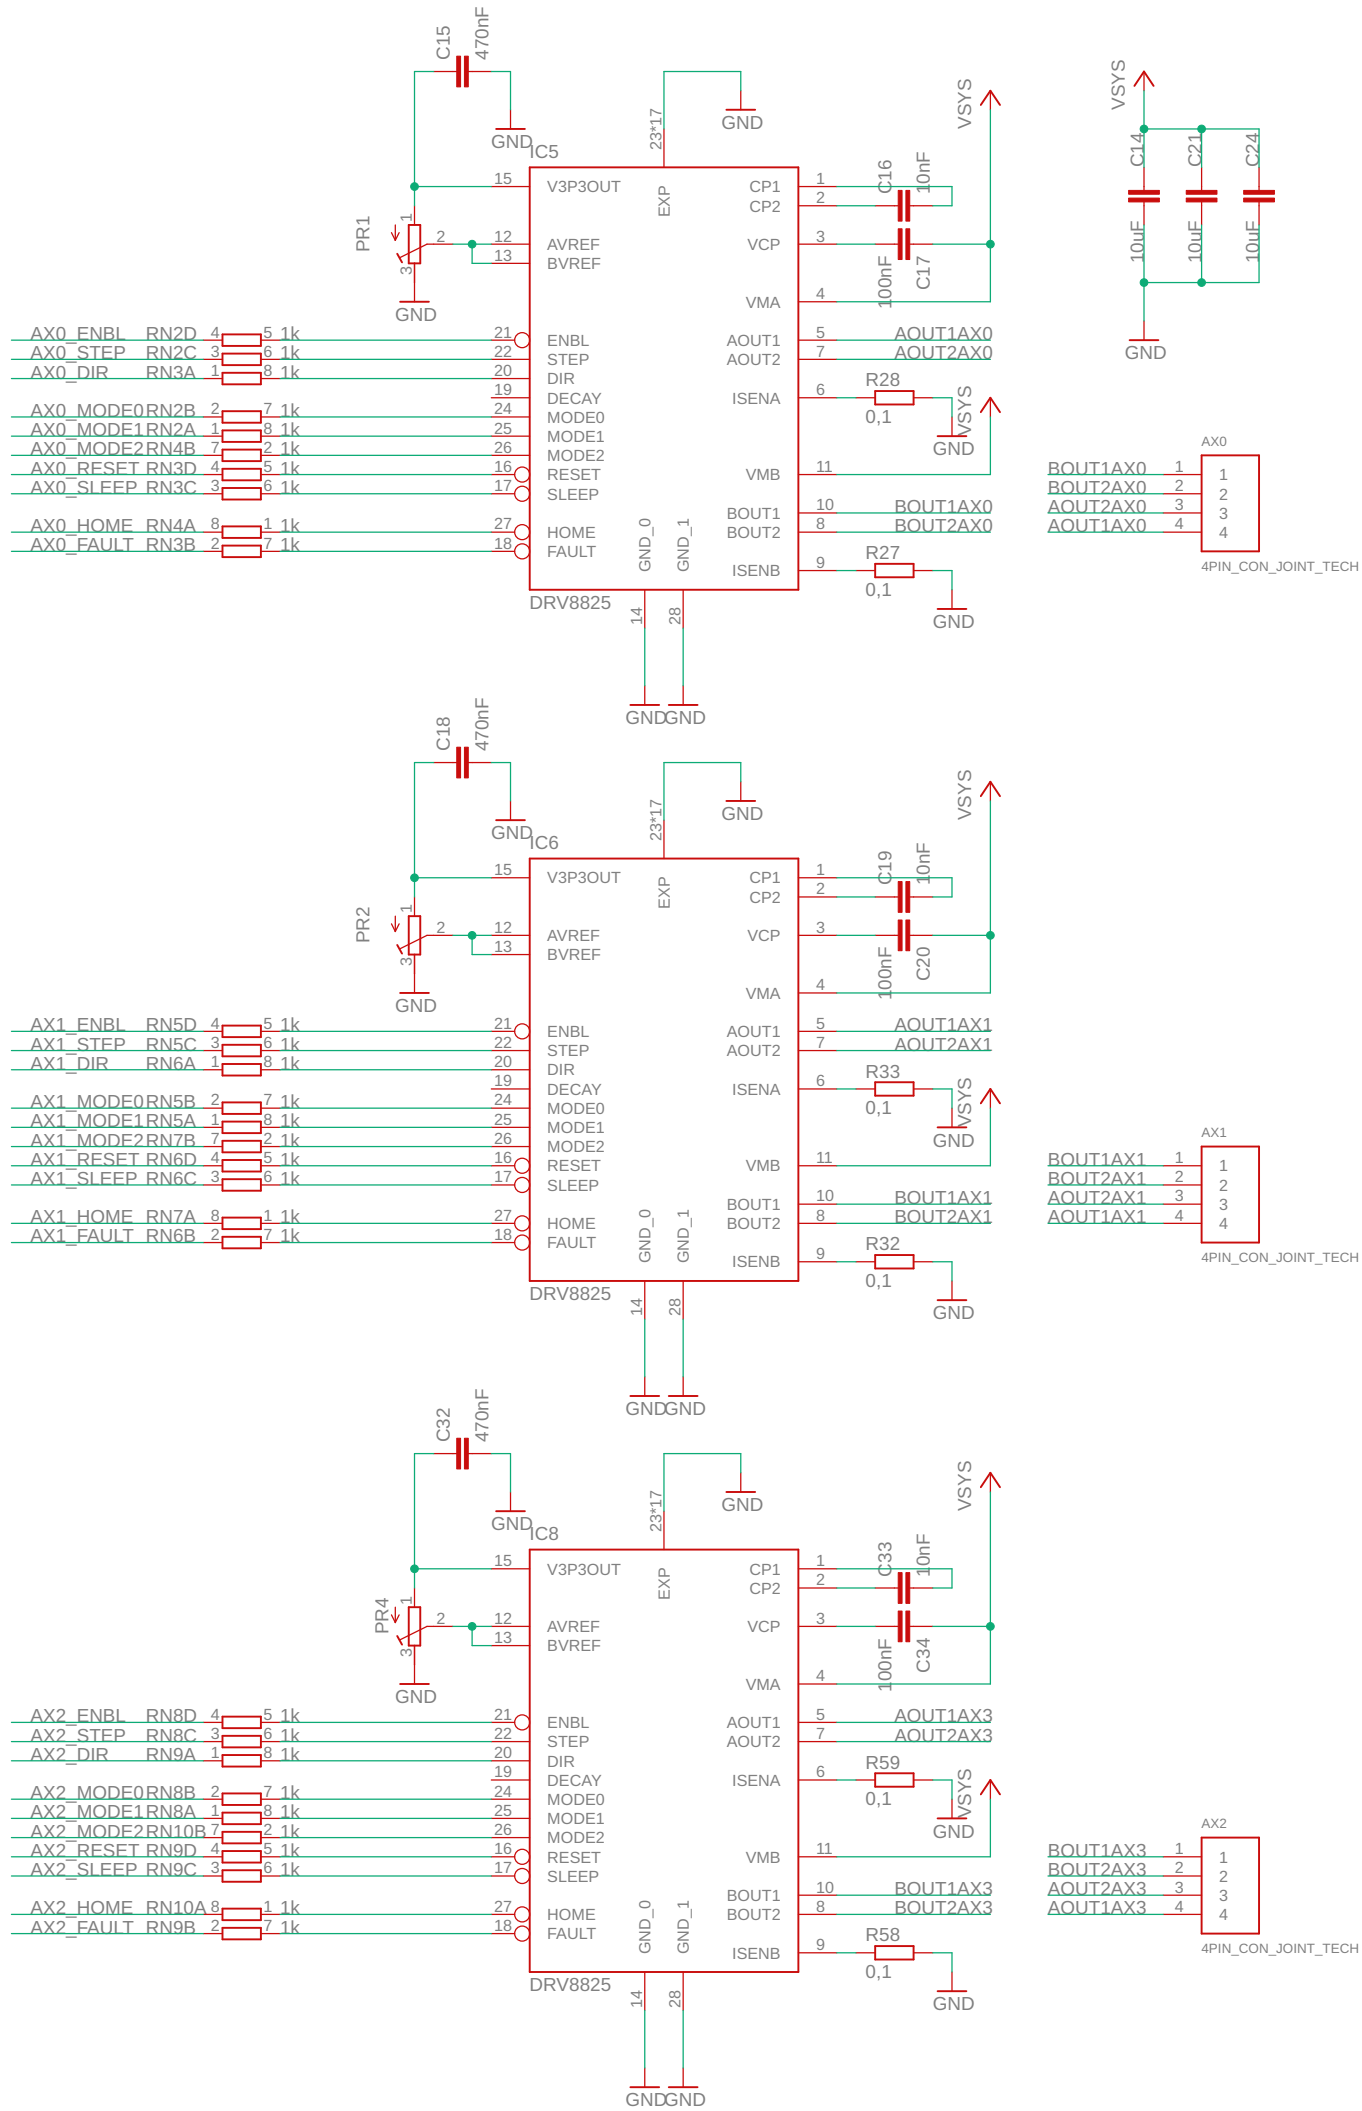 C15 470nF
GND
IC5
23*17
GND
VSYS
VSYS
C14 C21 C24
10uF 10uF 10uF
GND
15 V3P3OUT EXP CP1 1 C16 10nF
CP2 2
PR1 1 2 3 12 AVREF VCP 3
13 BVREF 100nF C17
GND
VMA 4
AX0_ENBL RN2D 4 5 1k 21 ENBL AOUT1 5 AOUT1AX0
AX0_STEP RN2C 3 6 1k 22 STEP AOUT2 7 AOUT2AX0
AX0_DIR RN3A 1 8 1k 20 DIR
19 DECAY ISENA 6 R28 0,1 GND VSYS
AX0_MODE0 RN2B 2 7 1k 24 MODE0
AX0_MODE1 RN2A 1 8 1k 25 MODE1
AX0_MODE2 RN4B 7 2 1k 26 MODE2
AX0_RESET RN3D 4 5 1k 16 RESET VMB 11
AX0_SLEEP RN3C 3 6 1k 17 SLEEP
AX0_HOME RN4A 8 1 1k 27 HOME BOUT1 10 BOUT1AX0
AX0_FAULT RN3B 2 7 1k 18 FAULT BOUT2 8 BOUT2AX0
GND_0 GND_1 ISENB 9 R27 0,1 GND
DRV8825
14 28
GND GND
AX0
BOUT1AX0 1 1
BOUT2AX0 2 2
AOUT2AX0 3 3
AOUT1AX0 4 4
4PIN_CON_JOINT_TECH
C18 470nF
GND
IC6
23*17
GND
VSYS
15 V3P3OUT EXP CP1 1 C19 10nF
CP2 2
PR2 1 2 3 12 AVREF VCP 3
13 BVREF 100nF C20
GND
VMA 4
AX1_ENBL RN5D 4 5 1k 21 ENBL AOUT1 5 AOUT1AX1
AX1_STEP RN5C 3 6 1k 22 STEP AOUT2 7 AOUT2AX1
AX1_DIR RN6A 1 8 1k 20 DIR
19 DECAY ISENA 6 R33 0,1 GND VSYS
AX1_MODE0 RN5B 2 7 1k 24 MODE0
AX1_MODE1 RN5A 1 8 1k 25 MODE1
AX1_MODE2 RN7B 7 2 1k 26 MODE2
AX1_RESET RN6D 4 5 1k 16 RESET VMB 11
AX1_SLEEP RN6C 3 6 1k 17 SLEEP
AX1_HOME RN7A 8 1 1k 27 HOME BOUT1 10 BOUT1AX1
AX1_FAULT RN6B 2 7 1k 18 FAULT BOUT2 8 BOUT2AX1
GND_0 GND_1 ISENB 9 R32 0,1 GND
DRV8825
14 28
GND GND
AX1
BOUT1AX1 1 1
BOUT2AX1 2 2
AOUT2AX1 3 3
AOUT1AX1 4 4
4PIN_CON_JOINT_TECH
C32 470nF
GND
IC8
23*17
GND
VSYS
15 V3P3OUT EXP CP1 1 C33 10nF
CP2 2
PR4 1 2 3 12 AVREF VCP 3
13 BVREF 100nF C34
GND
VMA 4
AX2_ENBL RN8D 4 5 1k 21 ENBL AOUT1 5 AOUT1AX3
AX2_STEP RN8C 3 6 1k 22 STEP AOUT2 7 AOUT2AX3
AX2_DIR RN9A 1 8 1k 20 DIR
19 DECAY ISENA 6 R59 0,1 GND VSYS
AX2_MODE0 RN8B 2 7 1k 24 MODE0
AX2_MODE1 RN8A 1 8 1k 25 MODE1
AX2_MODE2 RN10B 7 2 1k 26 MODE2
AX2_RESET RN9D 4 5 1k 16 RESET VMB 11
AX2_SLEEP RN9C 3 6 1k 17 SLEEP
AX2_HOME RN10A 8 1 1k 27 HOME BOUT1 10 BOUT1AX3
AX2_FAULT RN9B 2 7 1k 18 FAULT BOUT2 8 BOUT2AX3
GND_0 GND_1 ISENB 9 R58 0,1 GND
DRV8825
14 28
GND GND
AX2
BOUT1AX3 1 1
BOUT2AX3 2 2
AOUT2AX3 3 3
AOUT1AX3 4 4
4PIN_CON_JOINT_TECH